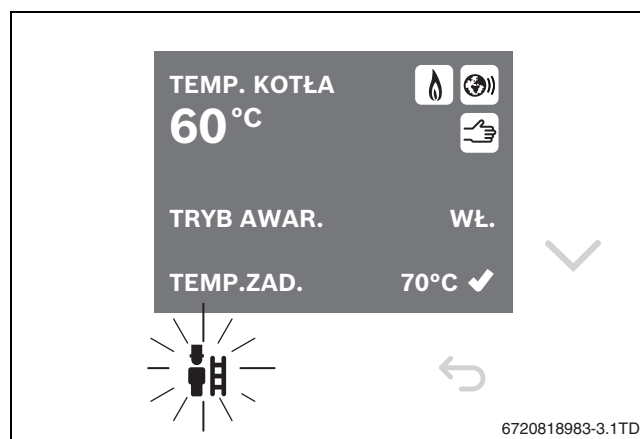 TEMP. KOTŁA
60°C
TRYB AWAR. WŁ.
TEMP.ZAD. 70°C
6720818983-3.1TD